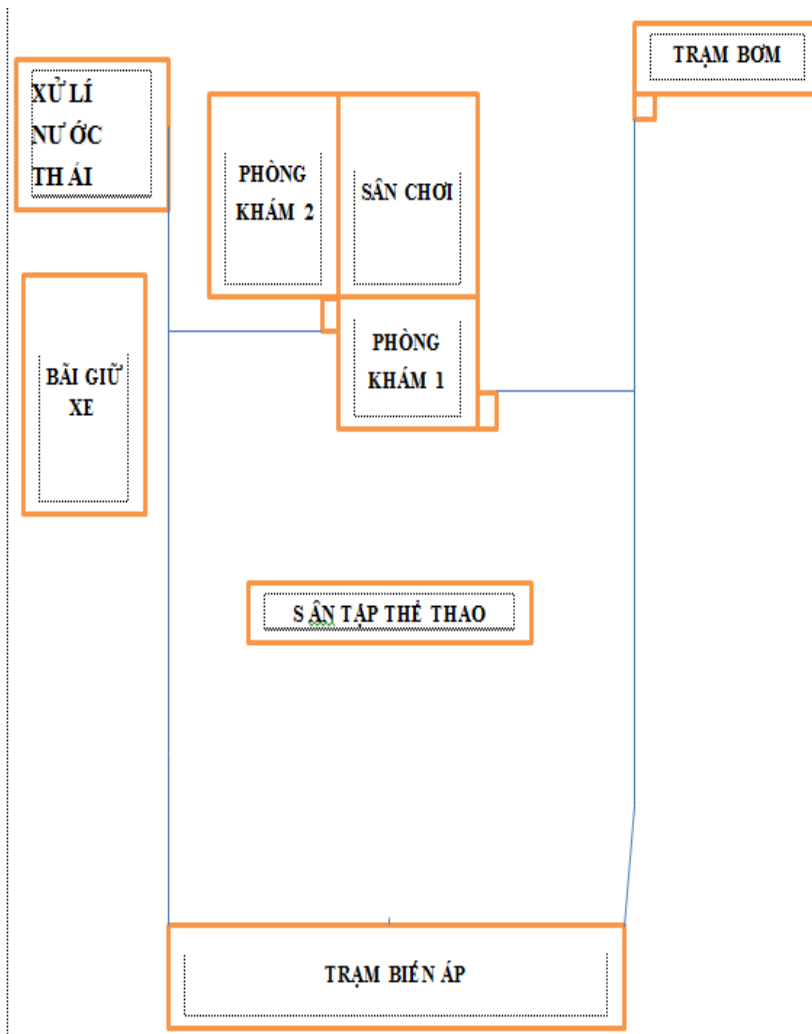 TRẠM BƠM
XỬ LÍ
NƯỚC
THẢI
PHÒNG
KHÁM 2
SÂN CHƠI
PHÒNG
KHÁM 1
BÃI GIỮ
XE
SÂN TẬP THỂ THAO
TRẠM BIẾN ÁP